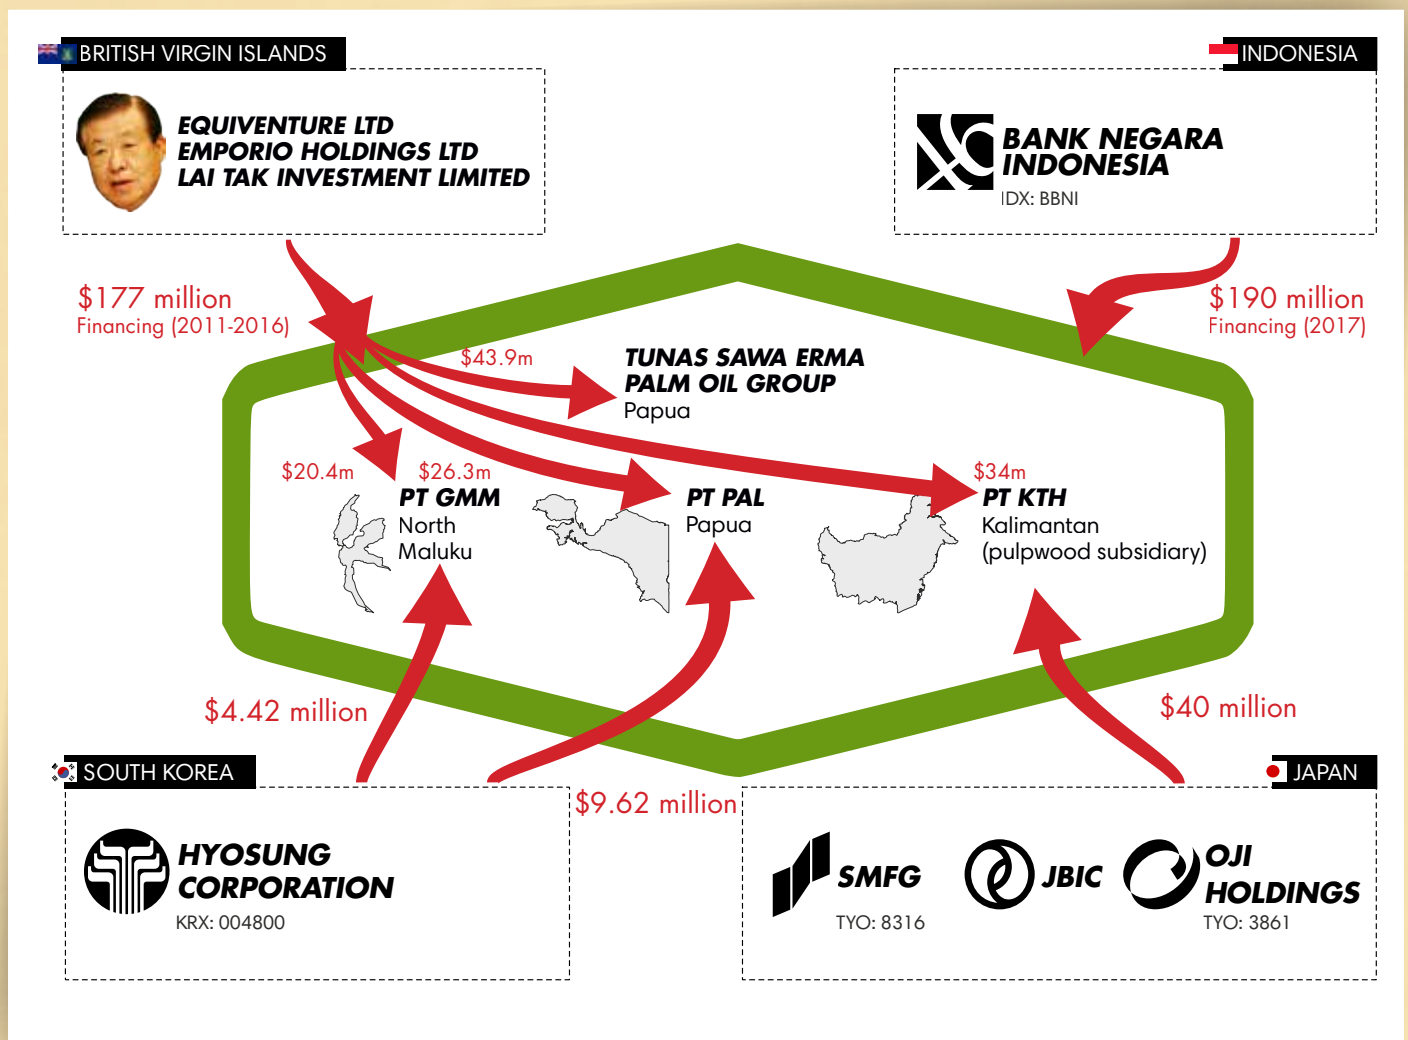 BRITISH VIRGIN ISLANDS
EQUIVENTURE LTD
EMPORIO HOLDINGS LTD
LAI TAK INVESTMENT LIMITED
INDONESIA
BANK NEGARA
INDONESIA
IDX: BBNI
$177 million
Financing (2011-2016)
$190 million
Financing (2017)
$43.9m
TUNAS SAWA ERMA
PALM OIL GROUP
Papua
$20.4m
$26.3m
$34m
PT GMM
North
Maluku
PT PAL
Papua
PT KTH
Kalimantan
(pulpwood subsidiary)
$4.42 million
$9.62 million
$40 million
SOUTH KOREA
HYOSUNG
CORPORATION
KRX: 004800
JAPAN
SMFG
TYO: 8316
JBIC
OJI
HOLDINGS
TYO: 3861